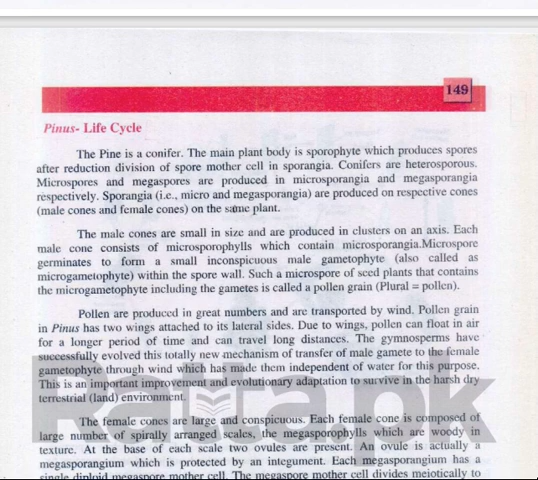 149
Pinus- Life Cycle
The Pine is a conifer. The main plant body is sporophyte which produces spores
after reduction division of spore mother cell in sporangia. Conifers are heterosporous.
Microspores and megaspores are produced in microsporangia and megasporangia
respectively. Sporangia (i.e., micro and megasporangia) are produced on respective cones
(male cones and female cones) on the same plant.
The male cones are small in size and are produced in clusters on an axis. Each
male cone consists of microsporophylls which contain microsporangia.Microspore
germinates to form a small inconspicuous male gametophyte (also called as
microgametophyte) within the spore wall. Such a microspore of seed plants that contains
the microgametophyte including the gametes is called a pollen grain (Plural = pollen).
Pollen are produced in great numbers and are transported by wind. Pollen grain
in Pinus has two wings attached to its lateral sides. Due to wings, pollen can float in air
for a longer period of time and can travel long distances. The gymnosperms have
successfully evolved this totally new mechanism of transfer of male gamete to the female
gametophyte through wind which has made them independent of water for this purpose.
This is an important improvement and evolutionary adaptation to survive in the harsh dry
terrestrial (land) environment.
Ratta.pk
The female cones are large and conspicuous. Each female cone is composed of
large number of spirally arranged scales, the megasporophylls which are woody in
texture. At the base of each scale two ovules are present. An ovule is actually a
megasporangium which is protected by an integument. Each megasporangium has a
single diploid megaspore mother cell. The megaspore mother cell divides meiotically to